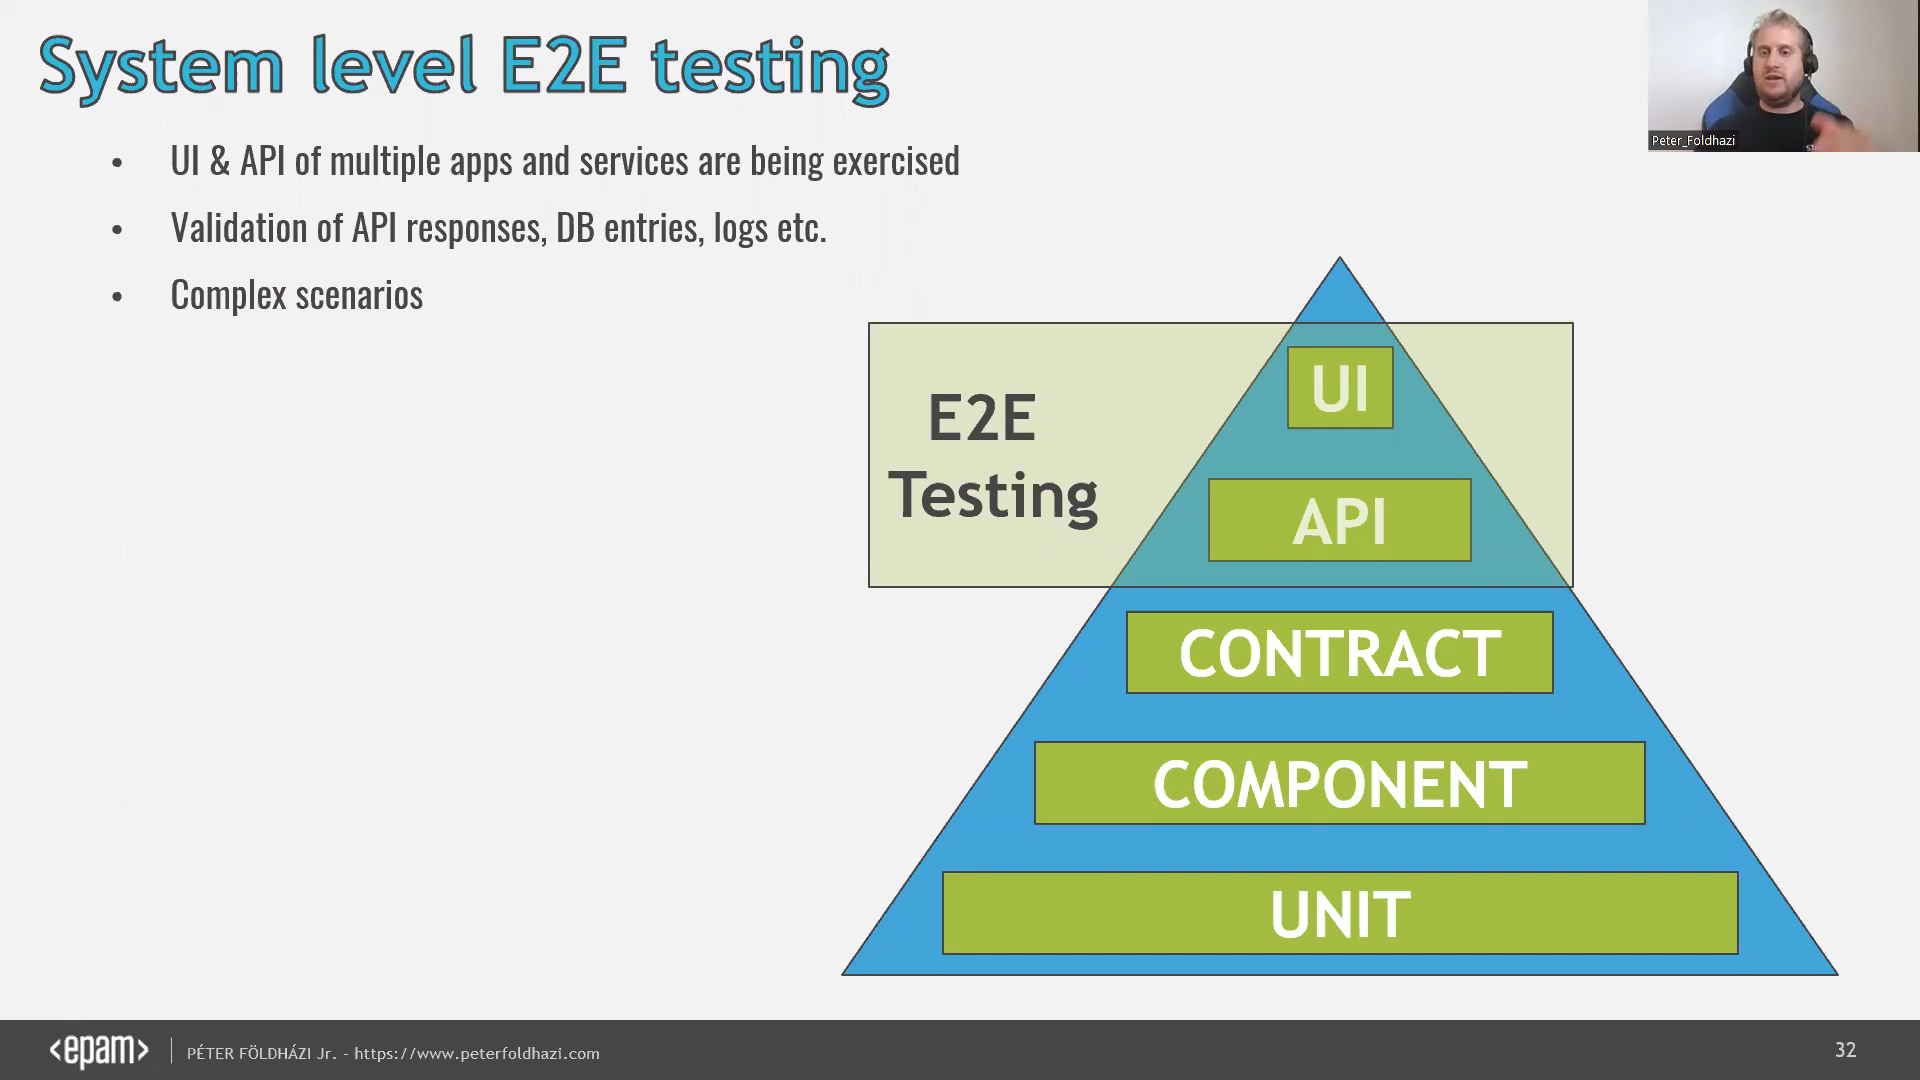 System level E2E testing
Peter_Foldhazi
• UI & API of multiple apps and services are being exercised
• Validation of API responses, DB entries, logs etc.
• Complex scenarios
E2E
Testing
UI
API
CONTRACT
COMPONENT
UNIT
<epam>
PÉTER FÖLDHÁZI Jr. - https://www.peterfoldhazi.com
32